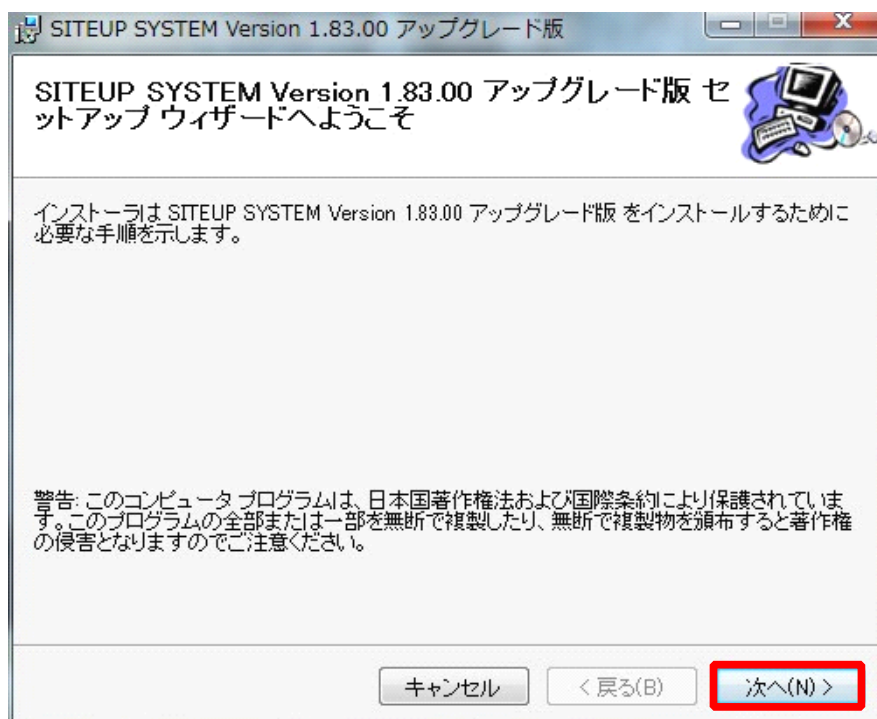 SITEUP SYSTEM Version 1.83.00 アップグレード版
SITEUP SYSTEM Version 1.83.00 アップグレード版 セ
ットアップ ウィザードへようこそ
インストーラは SITEUP SYSTEM Version 1.83.00 アップグレード版 をインストールするために
必要な手順を示します。
警告: このコンピュータ プログラムは、日本国著作権法および国際条約により保護されていま
す。このプログラムの全部または一部を無断で複製したり、無断で複製物を頒布すると著作権
の侵害となりますのでご注意ください。
キャンセル
< 戻る(B)
次へ(N) >